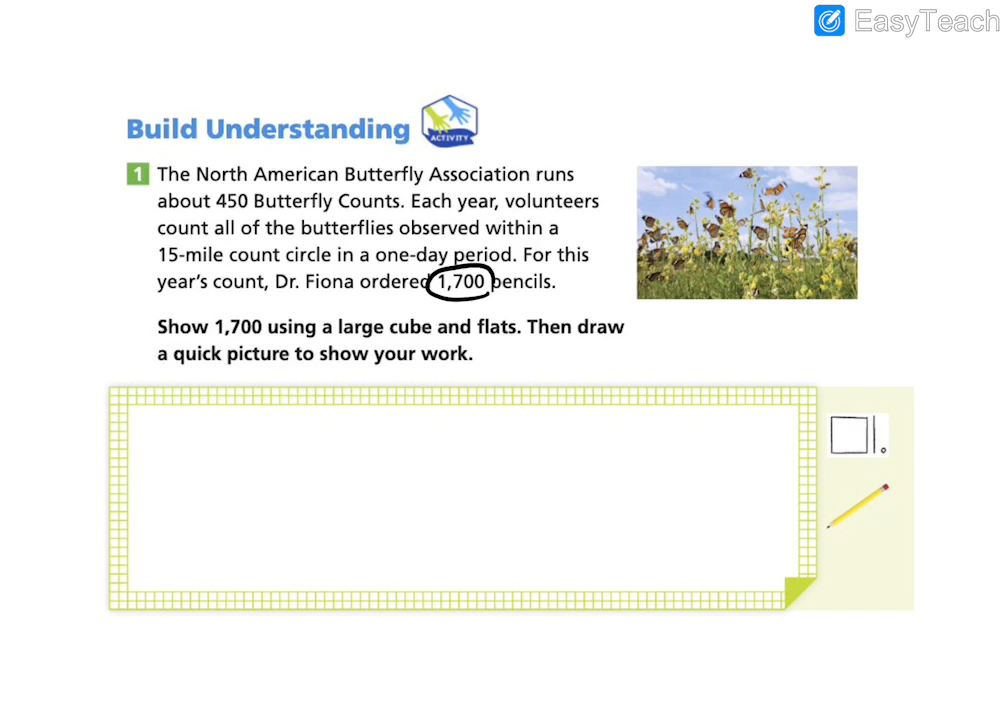 EasyTeach
Build Understanding
ACTIVITY
1 The North American Butterfly Association runs
about 450 Butterfly Counts. Each year, volunteers
count all of the butterflies observed within a
15-mile count circle in a one-day period. For this
year's count, Dr. Fiona ordered 1,700 pencils.
Show 1,700 using a large cube and flats. Then draw
a quick picture to show your work.